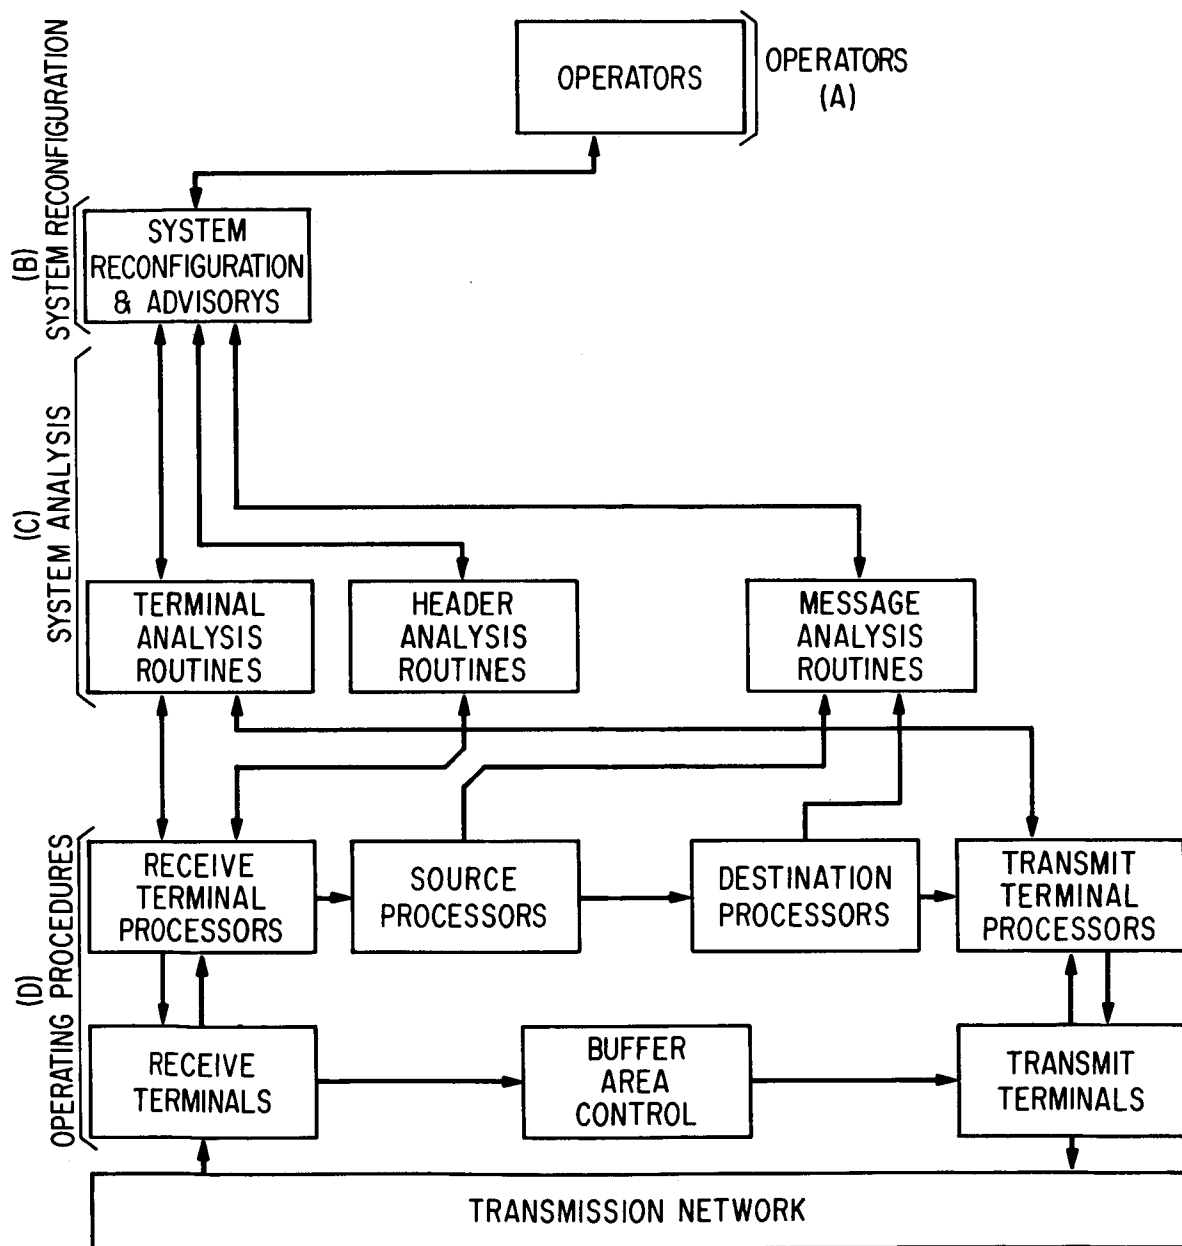 OPERATORS
OPERATORS
(A)
(B)
SYSTEM RECONFIGURATION
SYSTEM
RECONFIGURATION
& ADVISORYS
(C)
SYSTEM ANALYSIS
TERMINAL
ANALYSIS
ROUTINES
HEADER
ANALYSIS
ROUTINES
MESSAGE
ANALYSIS
ROUTINES
(D)
OPERATING PROCEDURES
RECEIVE
TERMINAL
PROCESSORS
SOURCE
PROCESSORS
DESTINATION
PROCESSORS
TRANSMIT
TERMINAL
PROCESSORS
RECEIVE
TERMINALS
BUFFER
AREA
CONTROL
TRANSMIT
TERMINALS
TRANSMISSION NETWORK